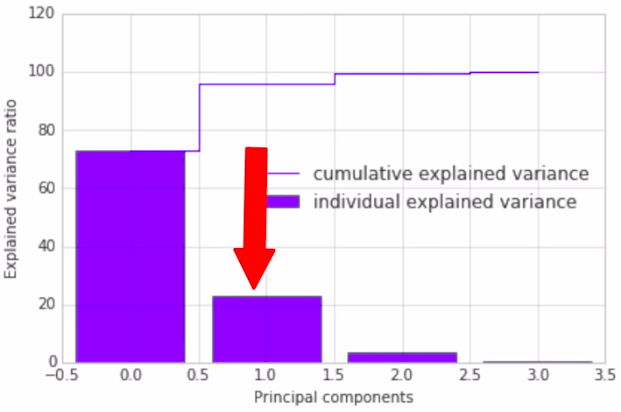 120
100
80
60
40
20
0
Explained variance ratio
cumulative explained variance
individual explained variance
−0.5 0.0 0.5 1.0 1.5 2.0 2.5 3.0 3.5
Principal components